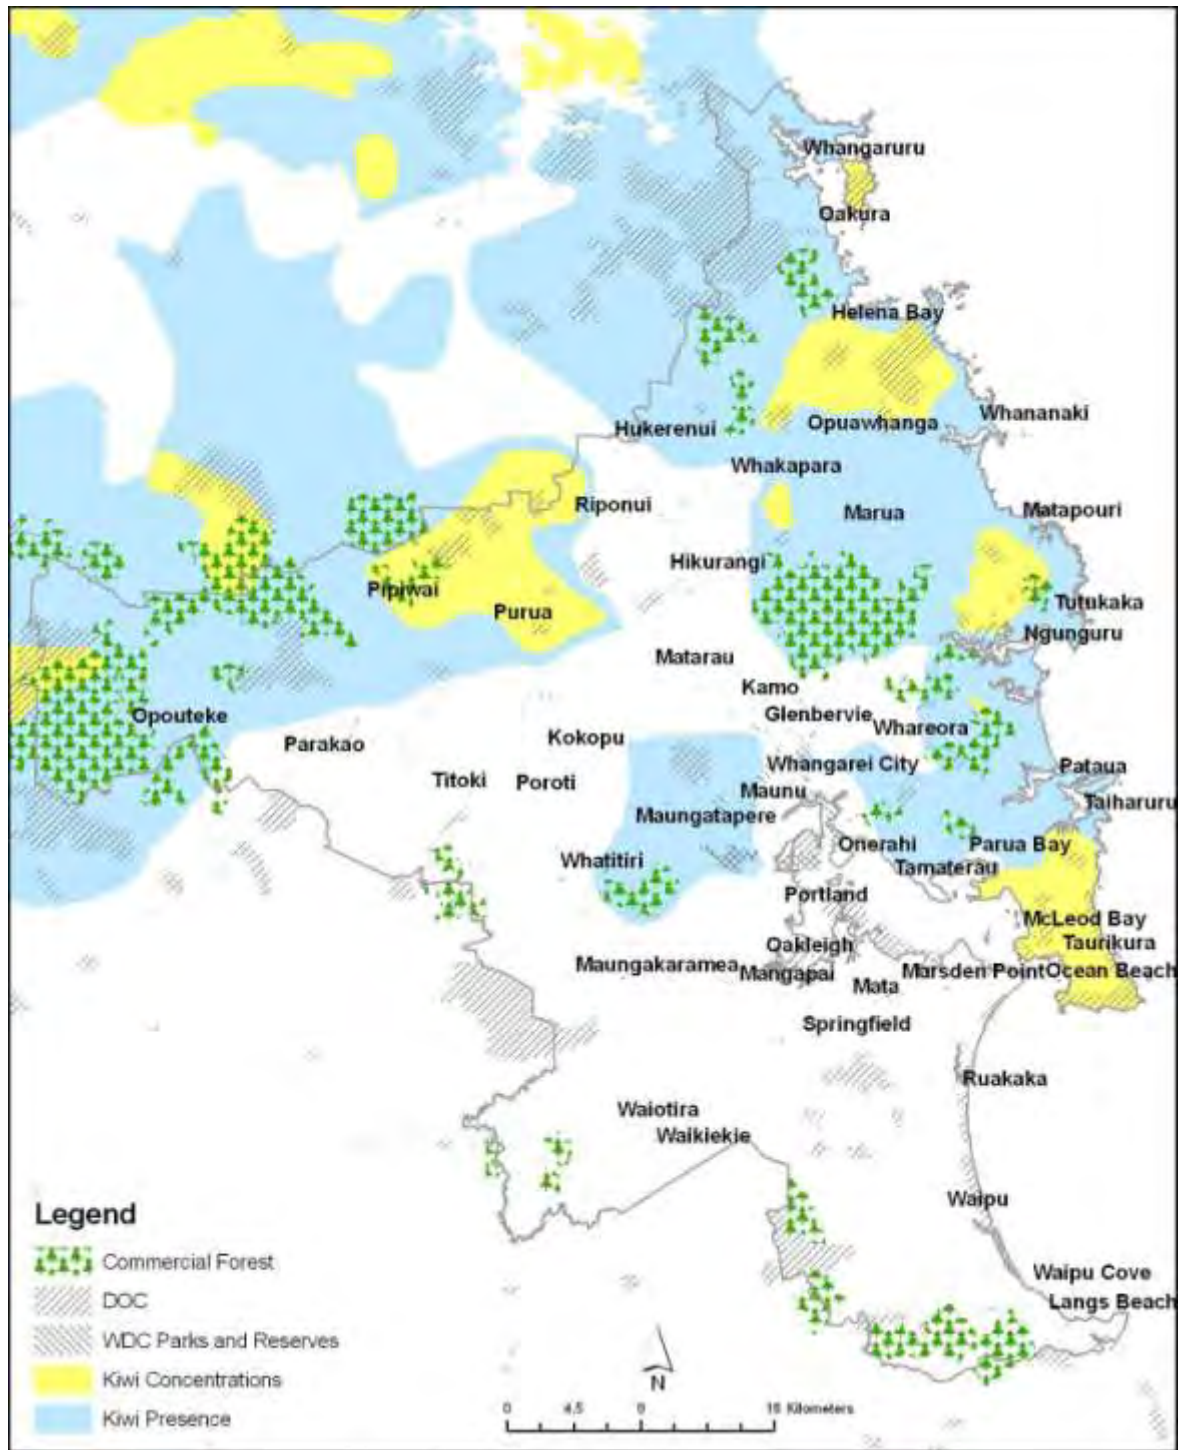 Whangaruru
Oakura
Helena Bay
Whananaki
Opuawhanga
Hukerenui
Whakapara
Riponui
Marua
Matapouri
Hikurangi
Pipiwai
Purua
Tutukaka
Ngunguru
Matarau
Kamo
Glenbervie
Whareora
Opouteke
Parakao
Kokopu
Whangarei City
Pataua
Titoki
Poroti
Maunu
Taiharuru
Maungatapere
Onerahi
Parua Bay
Whatitiri
Tamaterau
Portland
McLeod Bay
Oakleigh
Taurikura
Maungakaramea
Mangapai
Marsden Point
Ocean Beach
Mata
Springfield
Ruakaka
Waiotira
Waikiekie
Waipu
Waipu Cove
Langs Beach
Legend
Commercial Forest
DOC
WDC Parks and Reserves
Kiwi Concentrations
Kiwi Presence
N
0 4.5 9 18 Kilometers